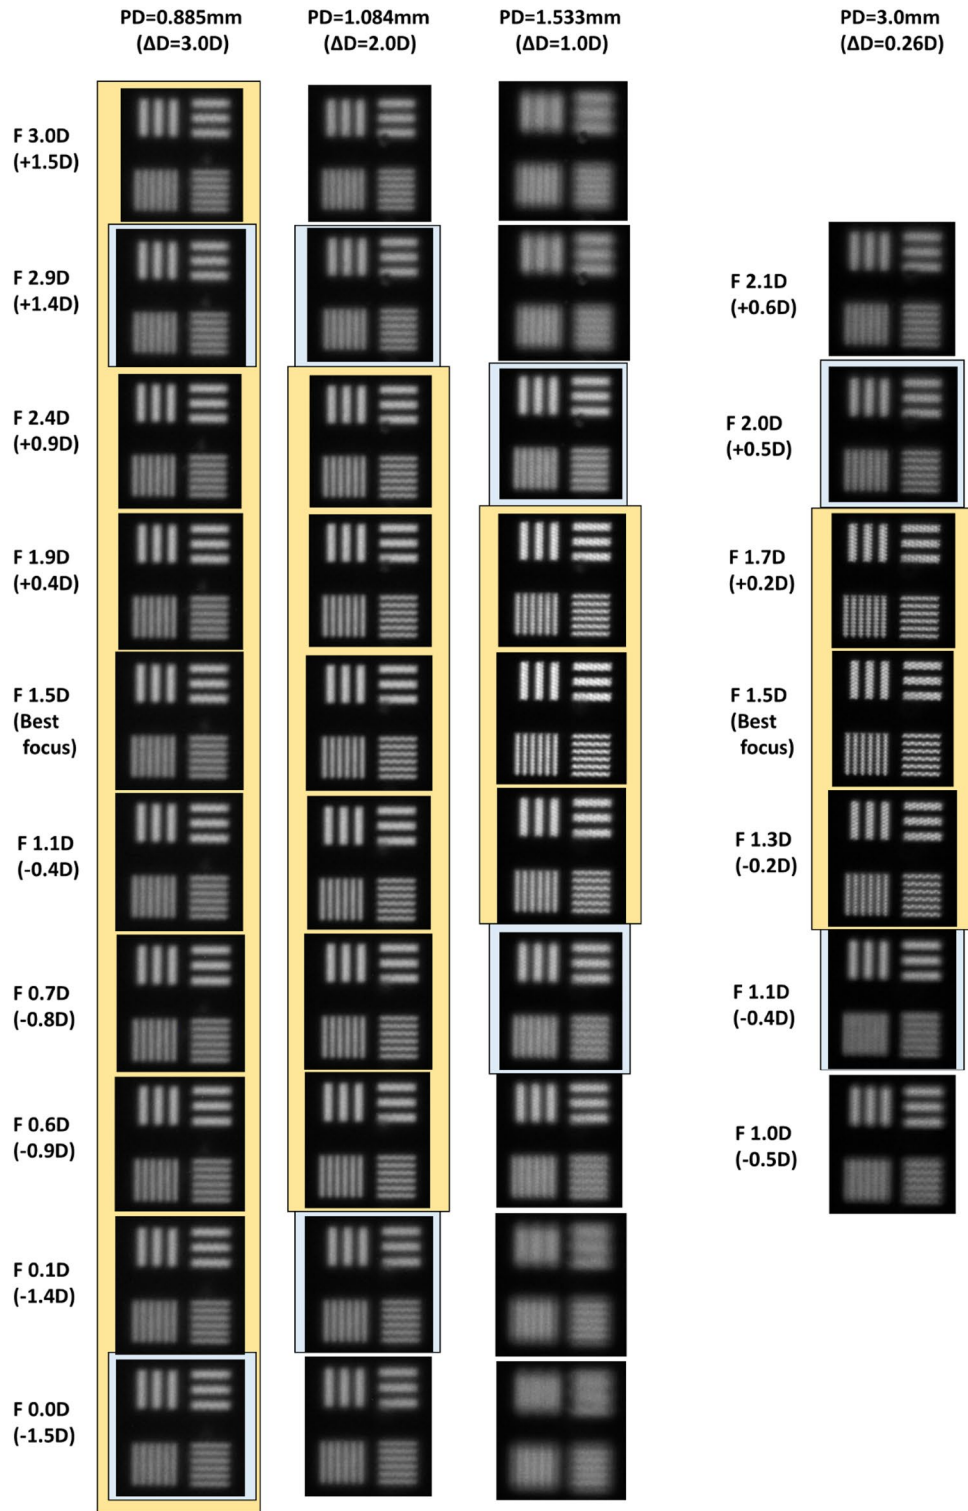 PD=0.885mm
(ΔD=3.0D)
PD=1.084mm
(ΔD=2.0D)
PD=1.533mm
(ΔD=1.0D)
PD=3.0mm
(ΔD=0.26D)
F 3.0D
(+1.5D)
F 2.9D
(+1.4D)
F 2.4D
(+0.9D)
F 1.9D
(+0.4D)
F 1.5D
(Best
focus)
F 1.1D
(-0.4D)
F 0.7D
(-0.8D)
F 0.6D
(-0.9D)
F 0.1D
(-1.4D)
F 0.0D
(-1.5D)
F 2.1D
(+0.6D)
F 2.0D
(+0.5D)
F 1.7D
(+0.2D)
F 1.5D
(Best
focus)
F 1.3D
(-0.2D)
F 1.1D
(-0.4D)
F 1.0D
(-0.5D)